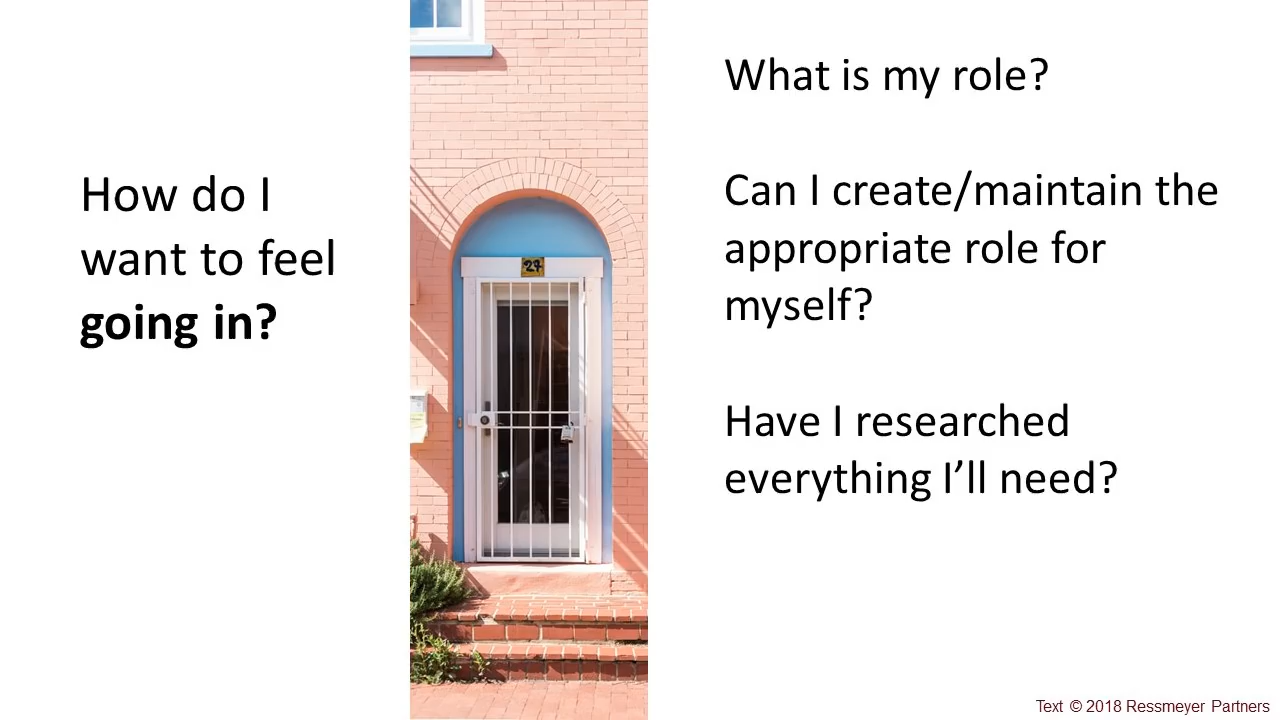 How do I
want to feel
going in?
27
What is my role?
Can I create/maintain the
appropriate role for
myself?
Have I researched
everything I’ll need?
Text © 2018 Ressmeyer Partners